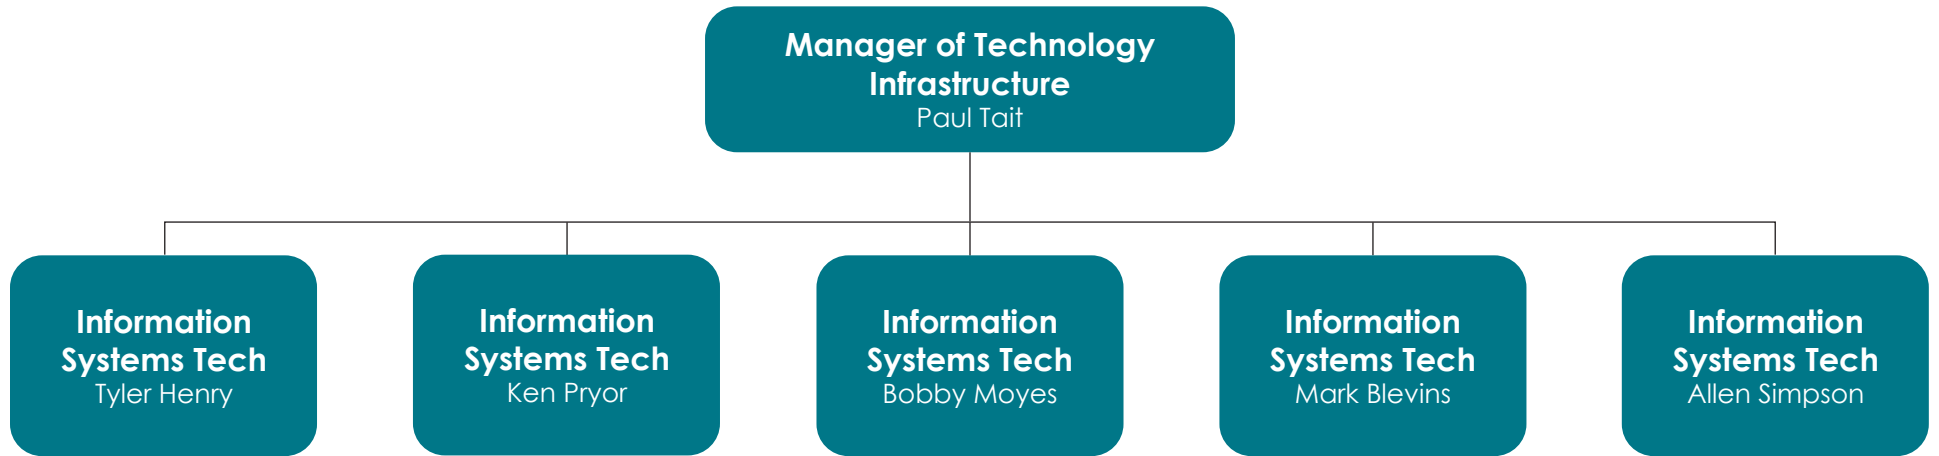 Manager of Technology
Infrastructure
Paul Tait
Information
Systems Tech
Tyler Henry
Information
Systems Tech
Ken Pryor
Information
Systems Tech
Bobby Moyes
Information
Systems Tech
Mark Blevins
Information
Systems Tech
Allen Simpson